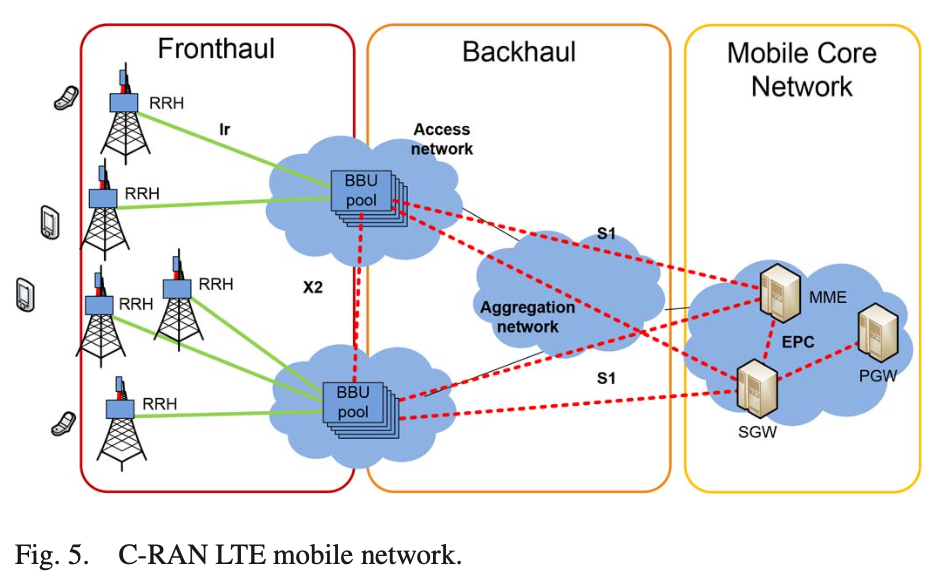 Fronthaul
Backhaul
Mobile Core
Network
RRH
Ir
Access
network
BBU
pool
RRH
S1
RRH
RRH
X2
Aggregation
network
MME
EPC
PGW
BBU
pool
S1
RRH
SGW
Fig. 5. C-RAN LTE mobile network.